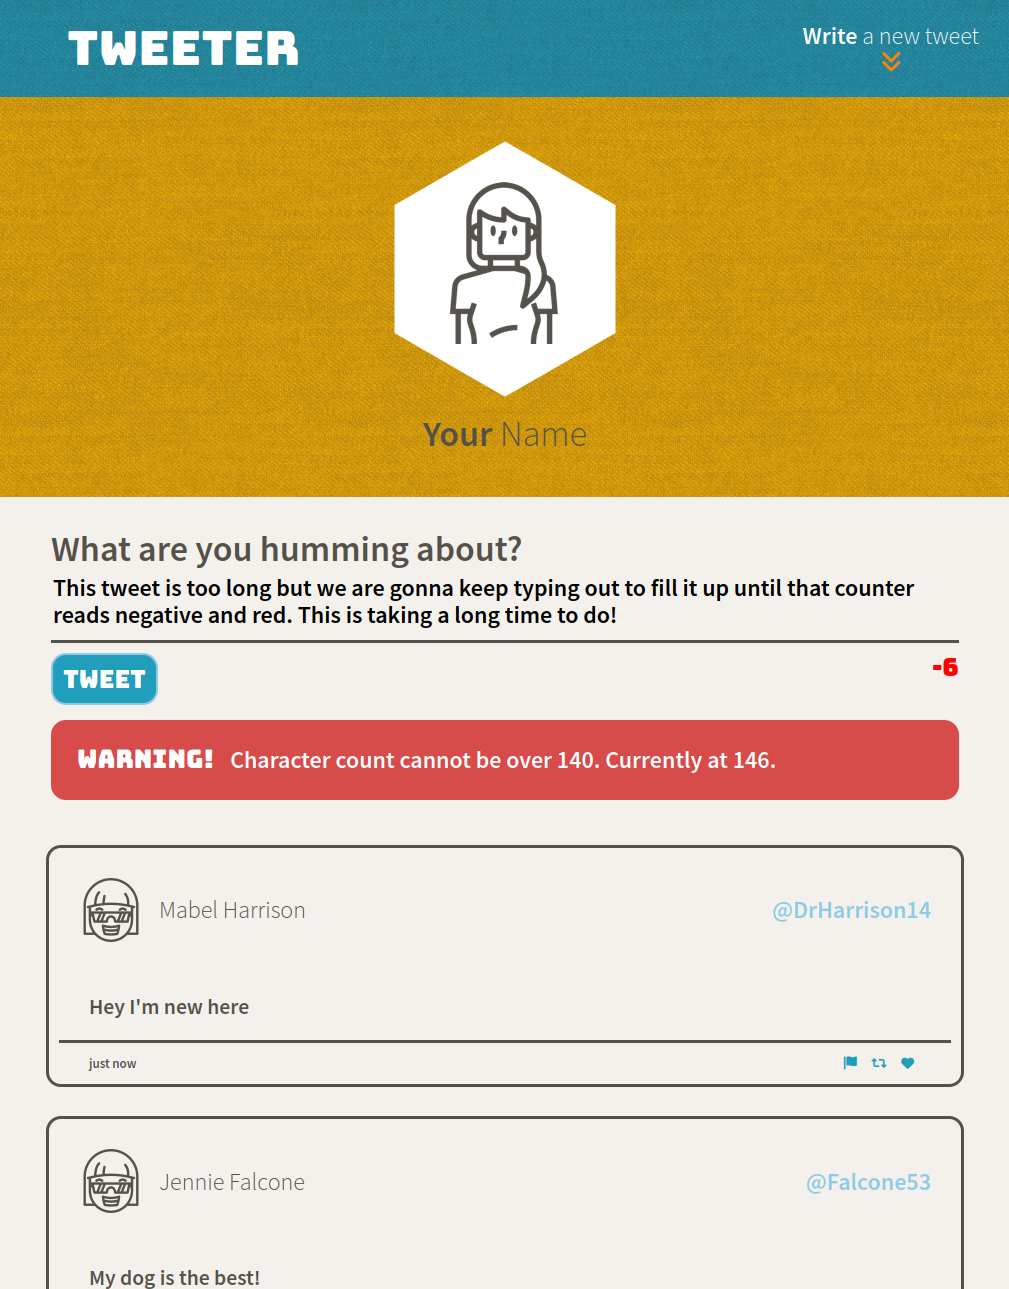 TWEETER
Write a new tweet
Your Name
What are you humming about?
This tweet is too long but we are gonna keep typing out to fill it up until that counter
reads negative and red. This is taking a long time to do!
TWEET
-6
WARNING! Character count cannot be over 140. Currently at 146.
Mabel Harrison @DrHarrison14
Hey I'm new here
just now
Jennie Falcone @Falcone53
My dog is the best!